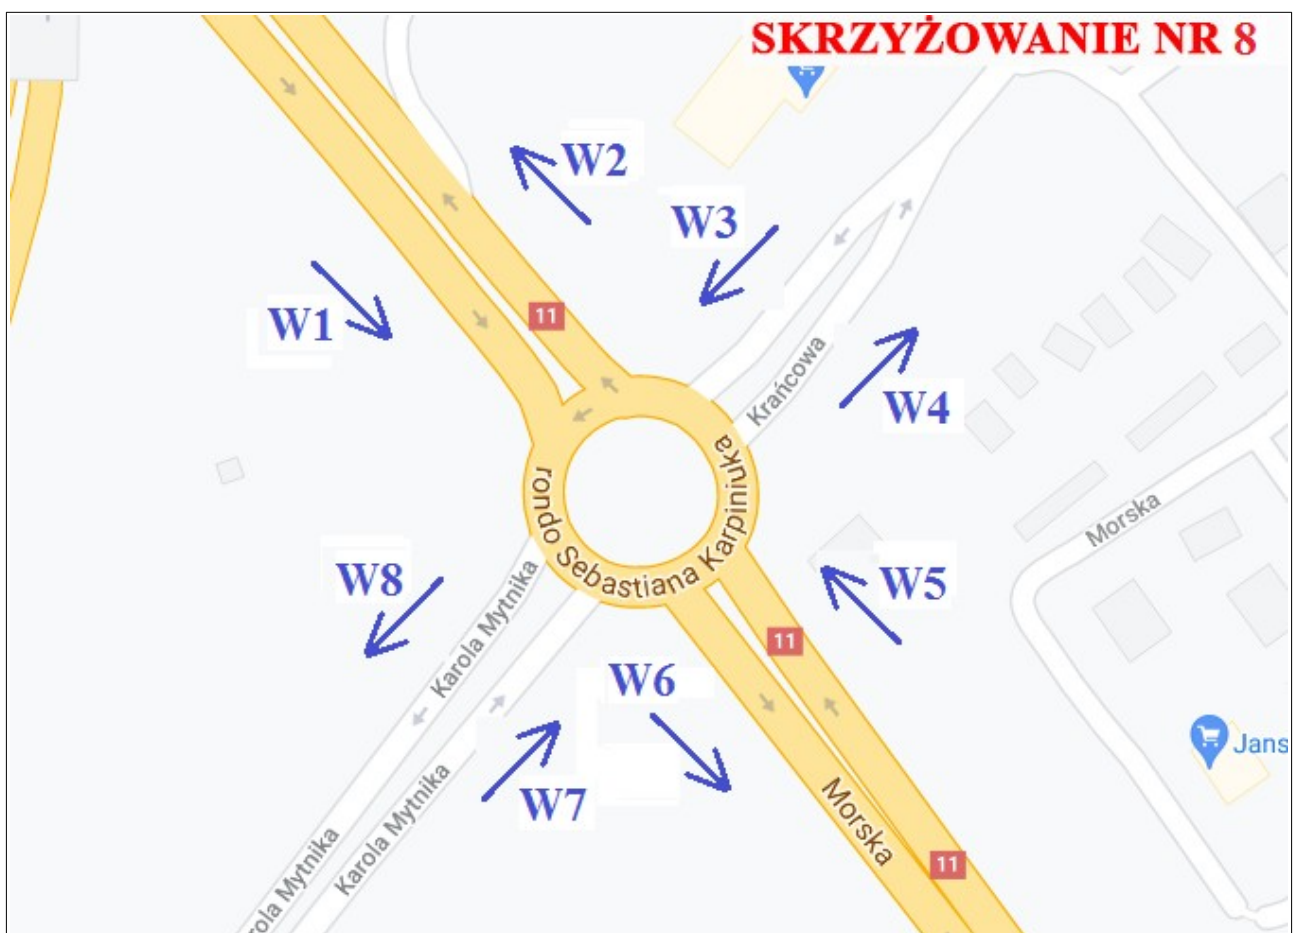 SKRZYŻOWANIE NR 8
W2
W3
W1
11
Krańcowa
W4
rondo Sebastiana Karpiniuka
Morska
W8
Karola Mytnika
W5
11
W6
Jans
W7
Karola Mytnika
Morska
11
rola Mytnika